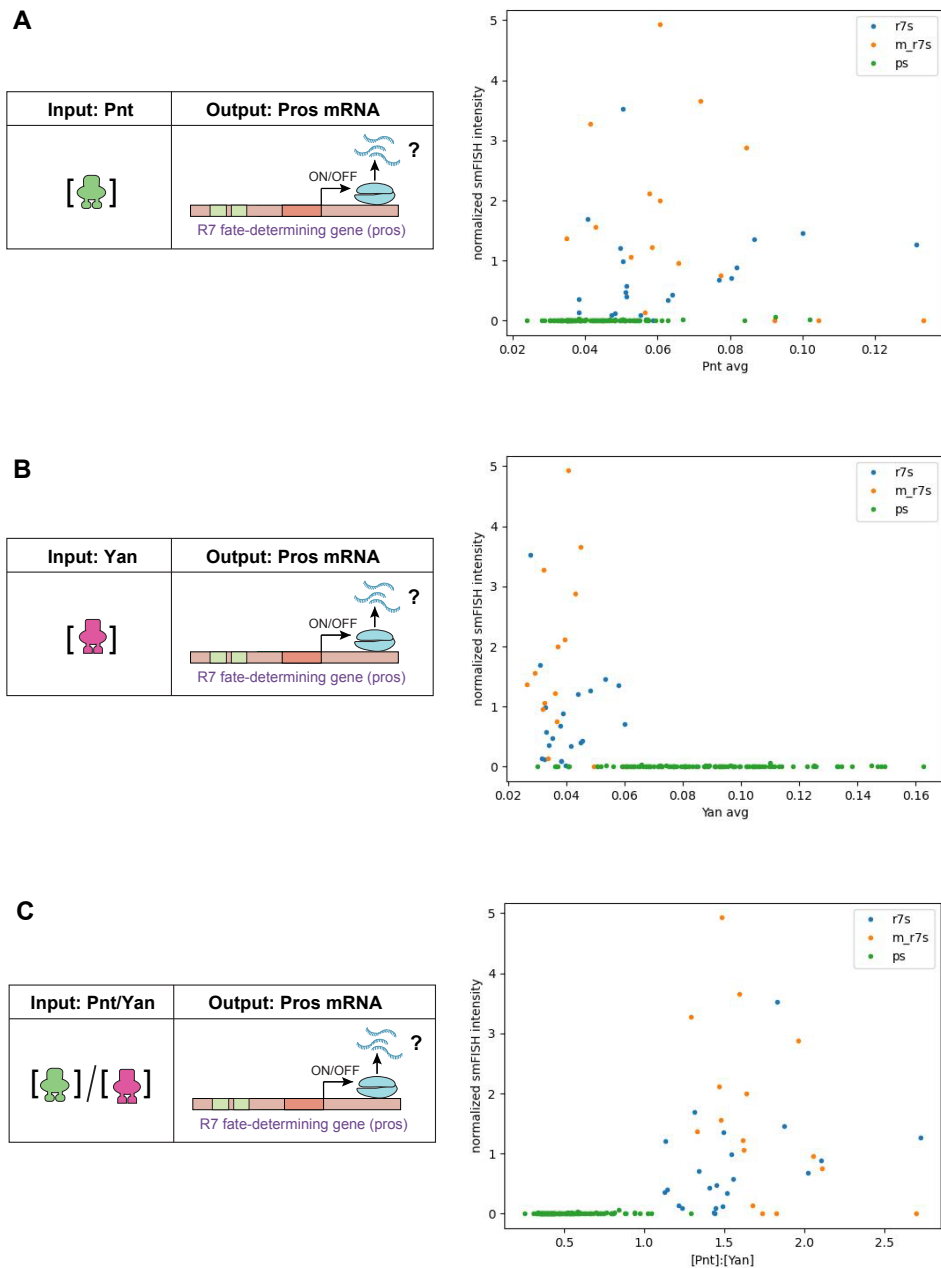 A
Input: Pnt
Output: Pros mRNA
[ ]
?
ON/OFF
R7 fate-determining gene (pros)
normalized smFISH intensity
5
4
3
2
1
0
0.02 0.04 0.06 0.08 0.10 0.12
Pnt avg
r7s
m_r7s
ps
B
Input: Yan
Output: Pros mRNA
[ ]
?
ON/OFF
R7 fate-determining gene (pros)
normalized smFISH intensity
5
4
3
2
1
0
0.02 0.04 0.06 0.08 0.10 0.12 0.14 0.16
Yan avg
r7s
m_r7s
ps
C
Input: Pnt/Yan
Output: Pros mRNA
[ ]/[ ]
?
ON/OFF
R7 fate-determining gene (pros)
normalized smFISH intensity
5
4
3
2
1
0
0.5 1.0 1.5 2.0 2.5
[Pnt]:[Yan]
r7s
m_r7s
ps